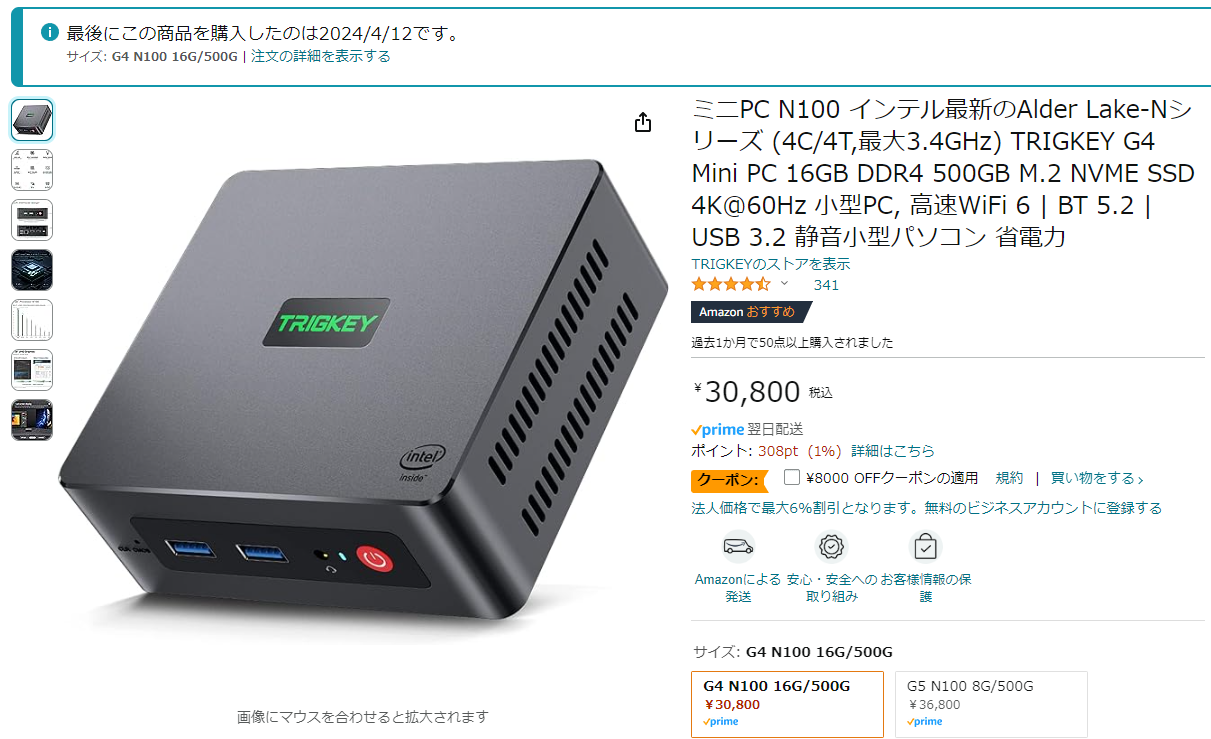 最後にこの商品を購入したのは2024/4/12です。
サイズ: G4 N100 16G/500G | 注文の詳細を表示する
ミニPC N100 インテル最新のAlder Lake-Nシ
リーズ (4C/4T,最大3.4GHz) TRIGKEY G4
Mini PC 16GB DDR4 500GB M.2 NVME SSD
4K@60Hz 小型PC, 高速WiFi 6 | BT 5.2 |
USB 3.2 静音小型パソコン 省電力
TRIGKEYのストアを表示
341
Amazon おすすめ
過去1か月で50点以上購入されました
¥30,800 税込
prime 翌日配送
ポイント: 308pt (1%) 詳細はこちら
クーポン: ¥8000 OFFクーポンの適用 規約 | 買い物をする›
法人価格で最大6%割引となります。無料のビジネスアカウントに登録する
Amazonによる
発送
安心・安全への
取り組み
お客様情報の保
護
サイズ: G4 N100 16G/500G
G4 N100 16G/500G
¥30,800
prime
G5 N100 8G/500G
¥36,800
prime
TRIGKEY
intel
inside™
画像にマウスを合わせると拡大されます